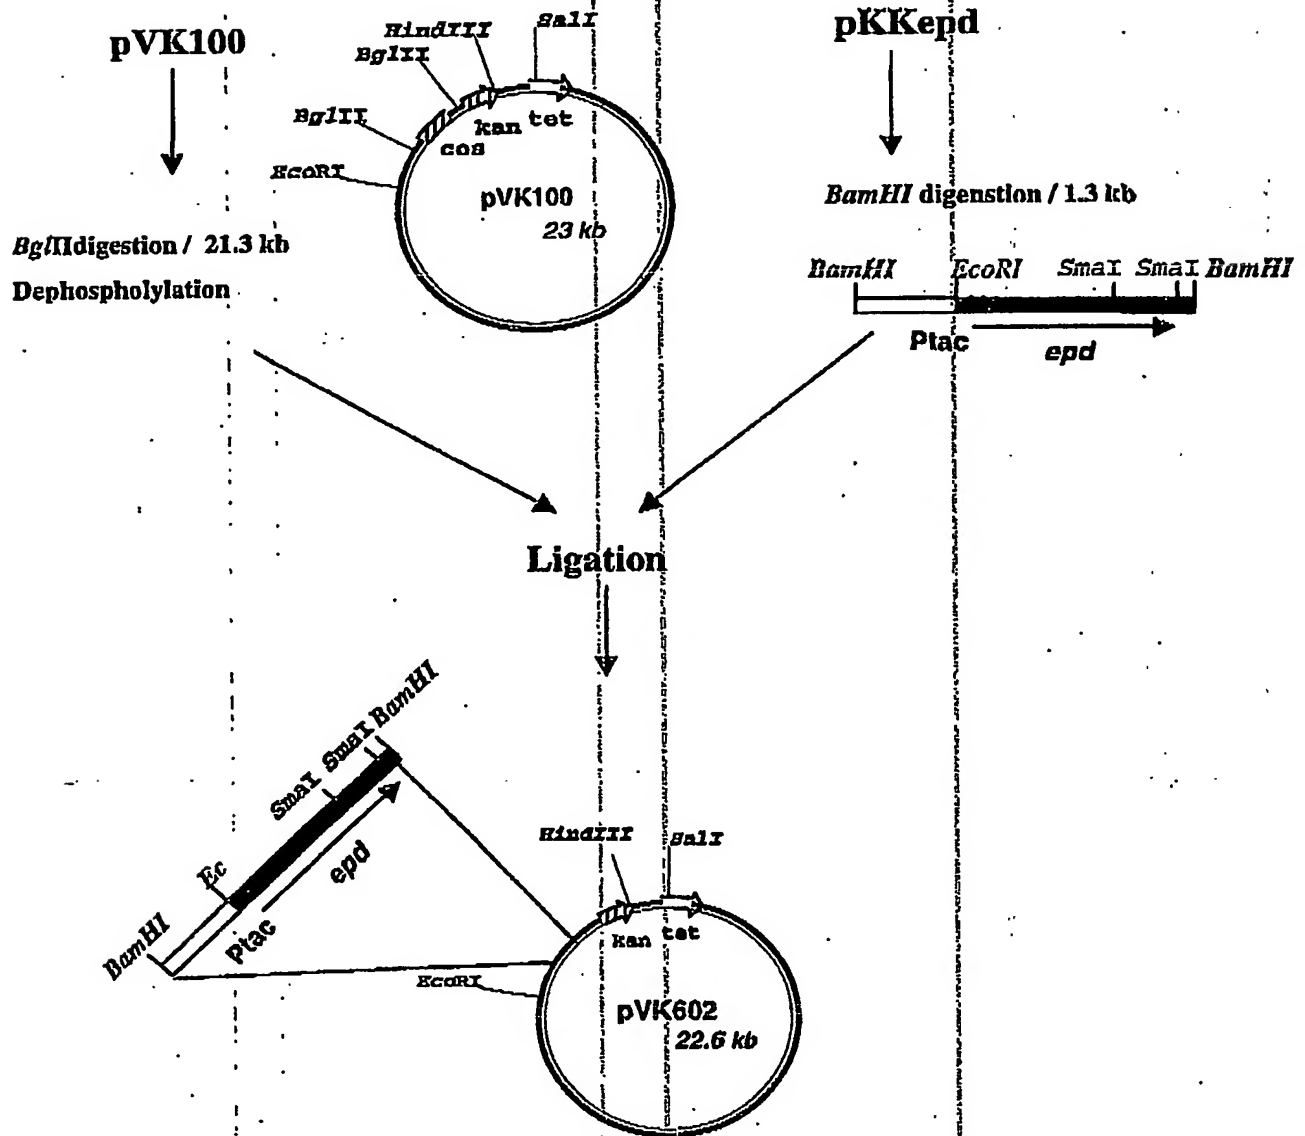 pVK100
HindIII
SalI
BglII
BglII
kan
tet
cos
EcoRI
pVK100
23 kb
pKKepd
BamHI digenstion / 1.3 kb
BglIIdigestion / 21.3 kb
Dephospholylation
BamHI
EcoRI
SmaI
SmaI
BamHI
Ptac
epd
Ligation
BamHI
SmaI
SmaI
Ec
epd
BamHI
Ptac
HindIII
SalI
kan
tet
EcoRI
pVK602
22.6 kb